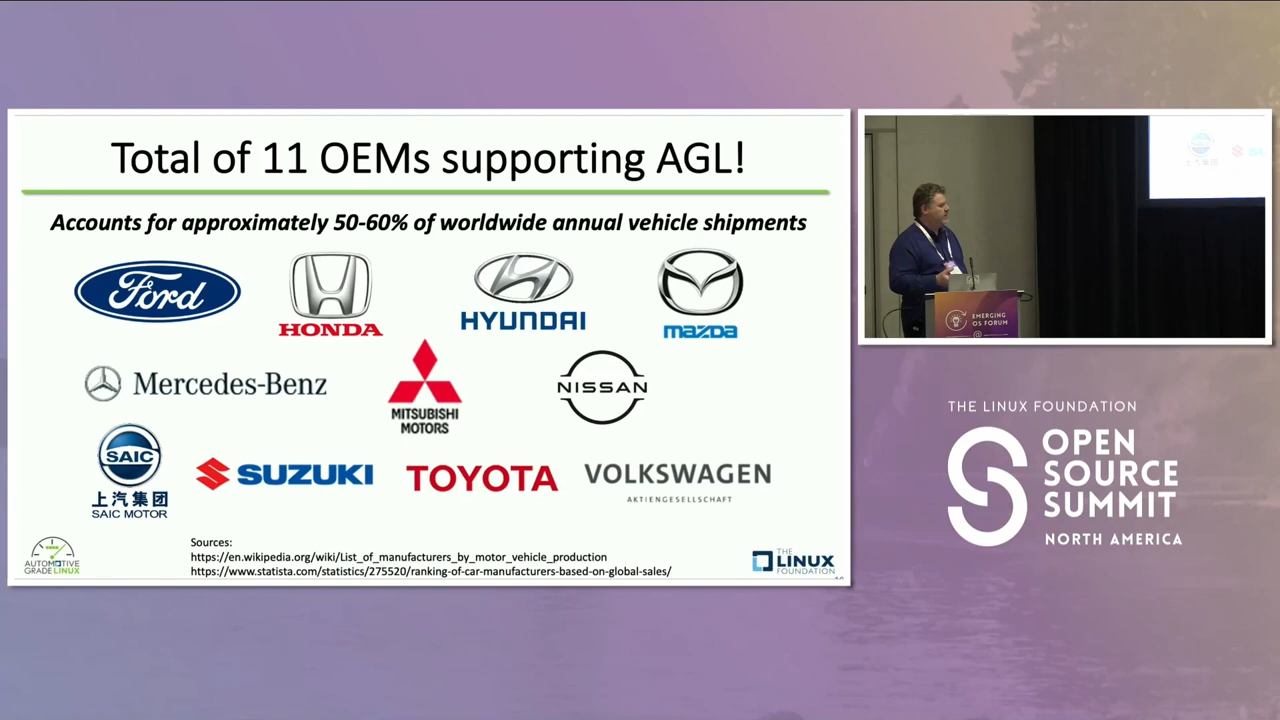 Total of 11 OEMs supporting AGL!
Accounts for approximately 50-60% of worldwide annual vehicle shipments
Ford
HONDA
HYUNDAI
mazda
Mercedes-Benz
MITSUBISHI
MOTORS
NISSAN
SAIC
上汽集团
SAIC MOTOR
SUZUKI
TOYOTA
VOLKSWAGEN
AKTIENGESELLSCHAFT
Sources:
https://en.wikipedia.org/wiki/List_of_manufacturers_by_motor_vehicle_production
https://www.statista.com/statistics/275520/ranking-of-car-manufacturers-based-on-global-sales/
AUTOMOTIVE
GRADELINUX
THE
LINUX
FOUNDATION
EMERGING
OS FORUM
@
THE LINUX FOUNDATION
OPEN
SOURCE
SUMMIT
NORTH AMERICA